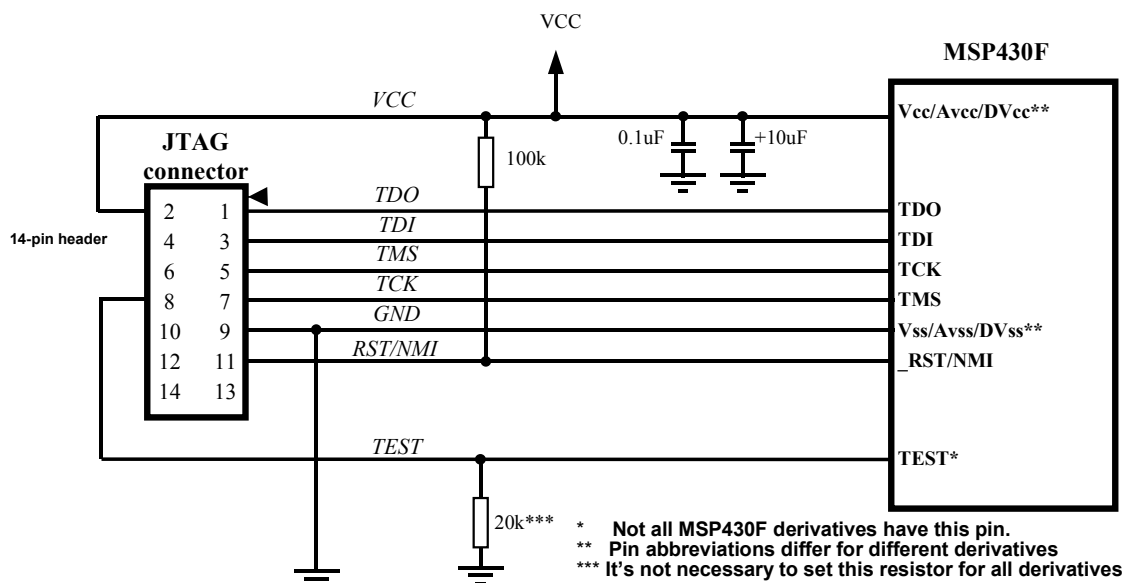 VCC
MSP430F
VCC
Vcc/Avcc/DVcc**
0.1uF
+10uF
JTAG
connector
100k
TDO
2 1
TDO
14-pin header
TDI
4 3
TDI
TMS
6 5
TCK
TCK
8 7
TMS
GND
10 9
Vss/Avss/DVss**
RST/NMI
12 11
_RST/NMI
14 13
TEST
TEST*
20k***
* Not all MSP430F derivatives have this pin.
** Pin abbreviations differ for different derivatives
*** It's not necessary to set this resistor for all derivatives